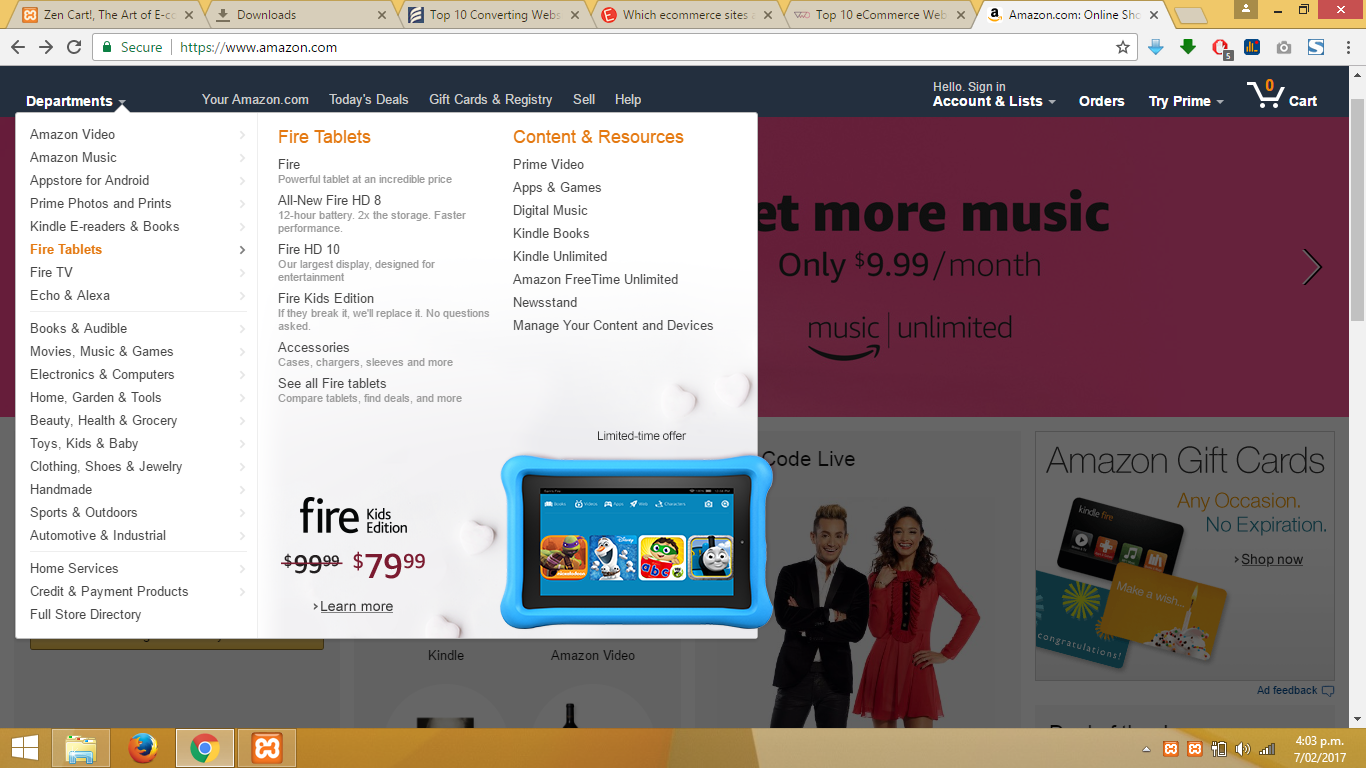 Zen Cart!, The Art of E-co
Downloads
Top 10 Converting Webs
Which ecommerce sites
Top 10 eCommerce Web
Amazon.com: Online Sho
Secure
https://www.amazon.com
5
Departments
Your Amazon.com
Today's Deals
Gift Cards & Registry
Sell
Help
Hello. Sign in
Account & Lists
Orders
Try Prime
0
Cart
Amazon Video
Amazon Music
Appstore for Android
Prime Photos and Prints
Kindle E-readers & Books
Fire Tablets
Fire TV
Echo & Alexa
Books & Audible
Movies, Music & Games
Electronics & Computers
Home, Garden & Tools
Beauty, Health & Grocery
Toys, Kids & Baby
Clothing, Shoes & Jewelry
Handmade
Sports & Outdoors
Automotive & Industrial
Home Services
Credit & Payment Products
Full Store Directory
Fire Tablets
Fire
Powerful tablet at an incredible price
All-New Fire HD 8
12-hour battery. 2x the storage. Faster
performance.
Fire HD 10
Our largest display, designed for
entertainment
Fire Kids Edition
If they break it, we'll replace it. No questions
asked.
Accessories
Cases, chargers, sleeves and more
See all Fire tablets
Compare tablets, find deals, and more
Content & Resources
Prime Video
Apps & Games
Digital Music
Kindle Books
Kindle Unlimited
Amazon FreeTime Unlimited
Newsstand
Manage Your Content and Devices
Limited-time offer
fire Kids
Edition
$9999 $7999
Learn more
Books Videos Apps Web Characters
Disney
abc
et more music
Only $9.99/month
music unlimited
Code Live
Kindle
Amazon Video
Amazon Gift Cards
Any Occasion.
No Expiration.
Shop now
kindle fire
Make a wish...
congratulations!
Ad feedback
4:03 p.m.
7/02/2017